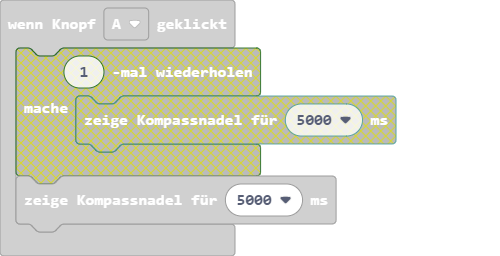 wenn Knopf A geklickt
1 -mal wiederholen
mache zeige Kompassnadel für 5000 ms
zeige Kompassnadel für 5000 ms